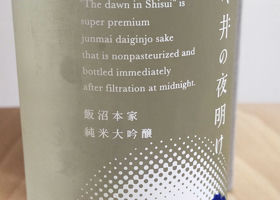 "The dawn in Shisui" is
super premium
junmai daiginjo sake
that is nonpasteurized and
bottled immediately
after filtration at midnight.
飯沼本家
純米大吟醸
井の夜明け